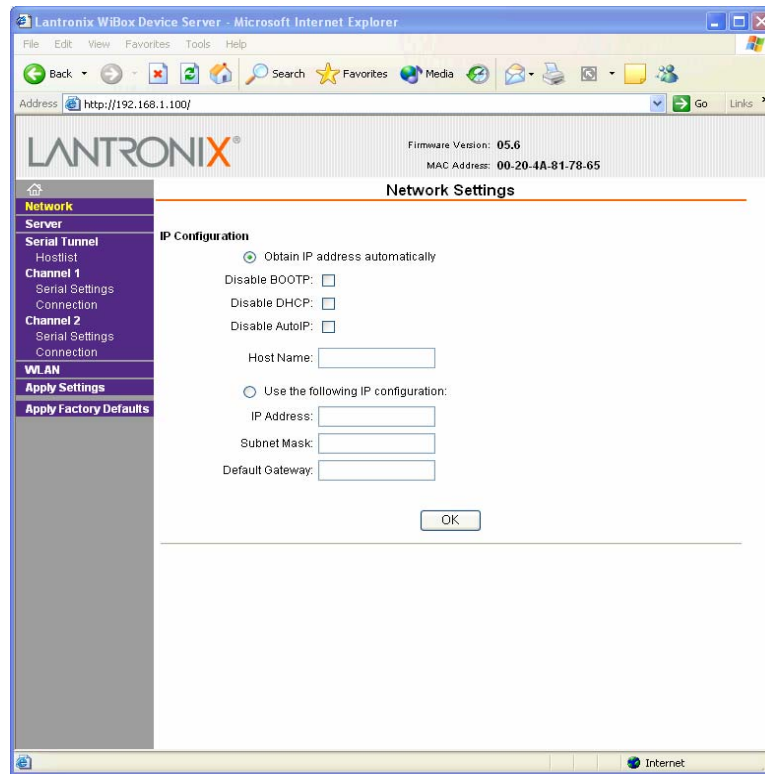 Lantronix WiBox Device Server - Microsoft Internet Explorer
File Edit View Favorites Tools Help
Back Search Favorites Media
Address http://192.168.1.100/ Go Links
LANTRONIX®
Firmware Version: 05.6
MAC Address: 00-20-4A-81-78-65
Network
Server
Serial Tunnel
Hostlist
Channel 1
Serial Settings
Connection
Channel 2
Serial Settings
Connection
WLAN
Apply Settings
Apply Factory Defaults
Network Settings
IP Configuration
Obtain IP address automatically
Disable BOOTP:
Disable DHCP:
Disable AutoIP:
Host Name:
Use the following IP configuration:
IP Address:
Subnet Mask:
Default Gateway:
OK
Internet